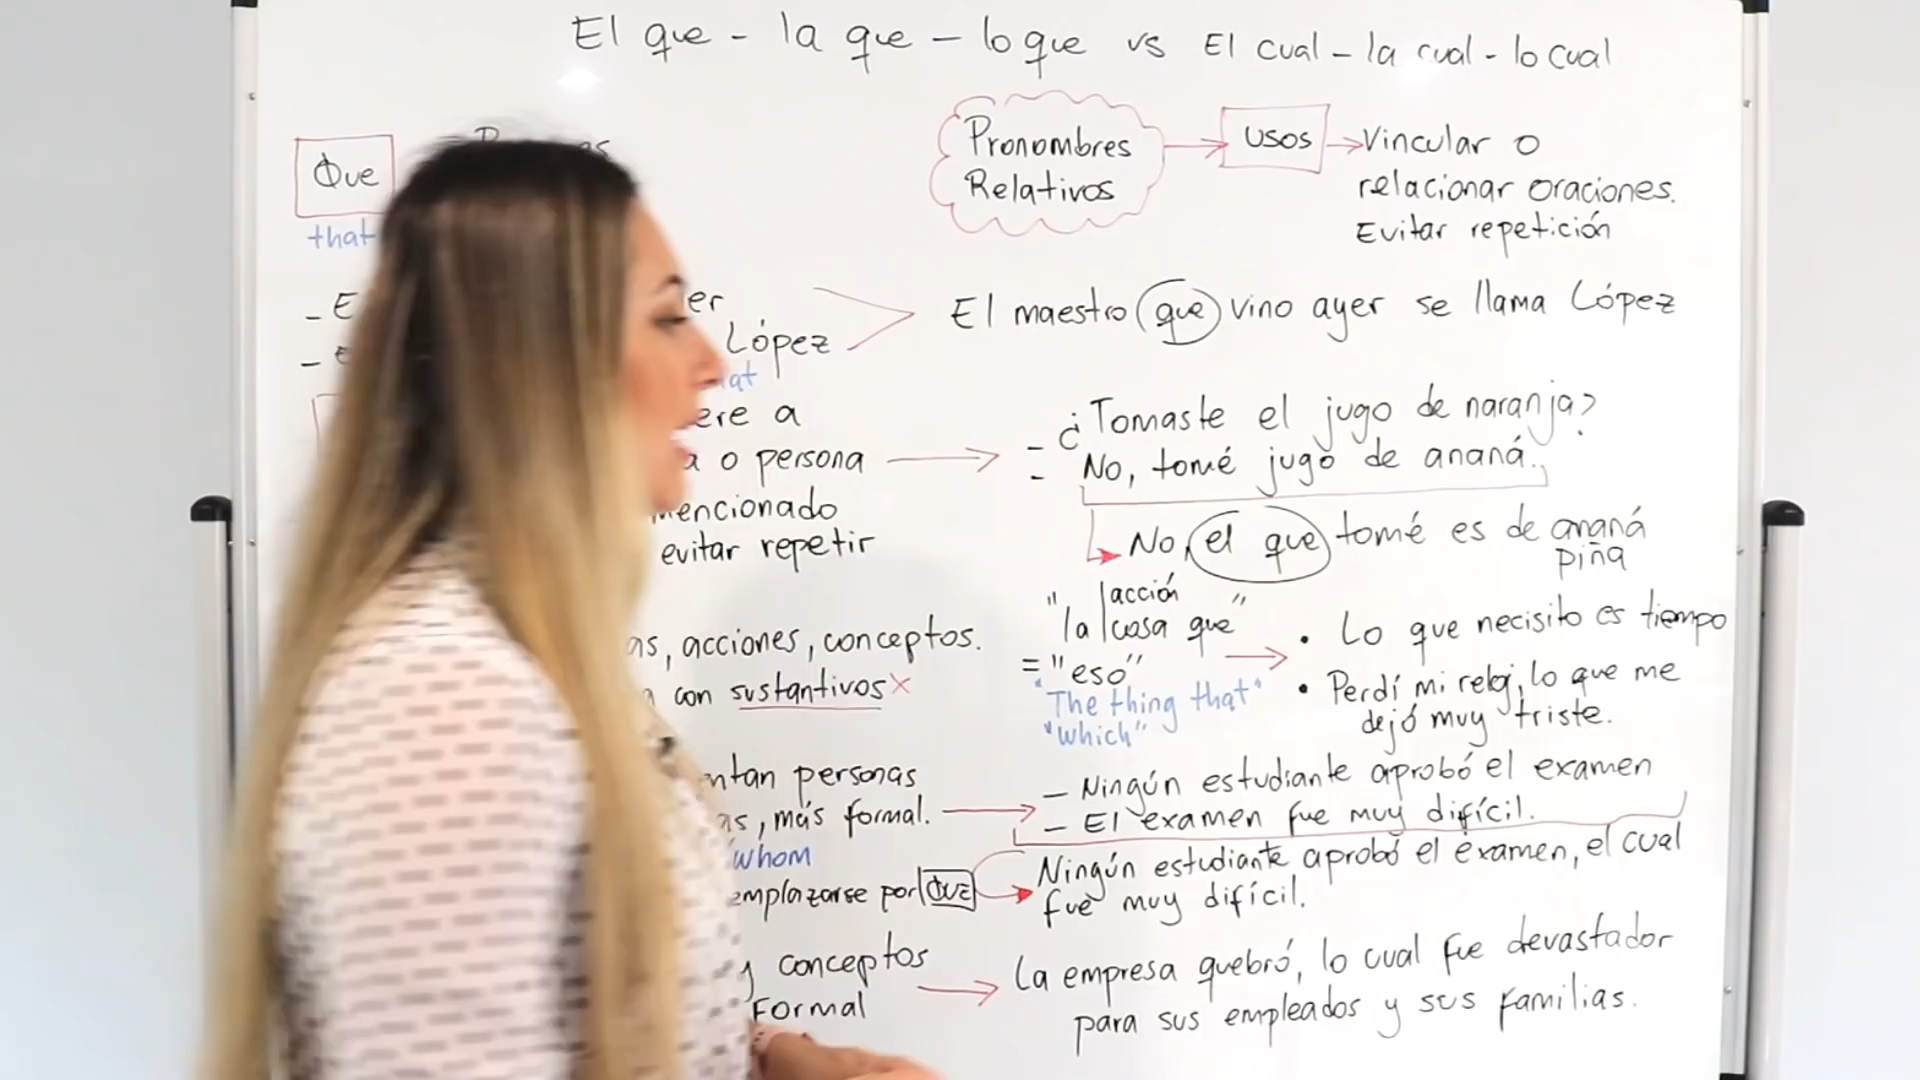 El que - la que - lo que vs El cual - la cual - lo cual
Que
that
Pronombres
Relativos
usos
Vincular o
relacionar oraciones.
Evitar repetición
López
El maestro que vino ayer se llama López
a
o persona
evitar repetir
- ¿Tomaste el jugo de naranja?
- No, tomé jugo de ananá.
No, el que tomé es de ananá
piña
acciones, conceptos.
con sustantivos x
"la | acción
cosa que"
= "eso"
"The thing that"
"which"
• Lo que necisito es tiempo
• Perdí mi reloj, lo que me
dejó muy triste.
personas
, más formal.
whom
por QUE
- Ningún estudiante aprobó el examen
- El examen fue muy difícil.
Ningún estudiante aprobó el examen, el cual
fue muy difícil.
y conceptos
Formal
La empresa quebró, lo cual fue devastador
para sus empleados y sus familias.